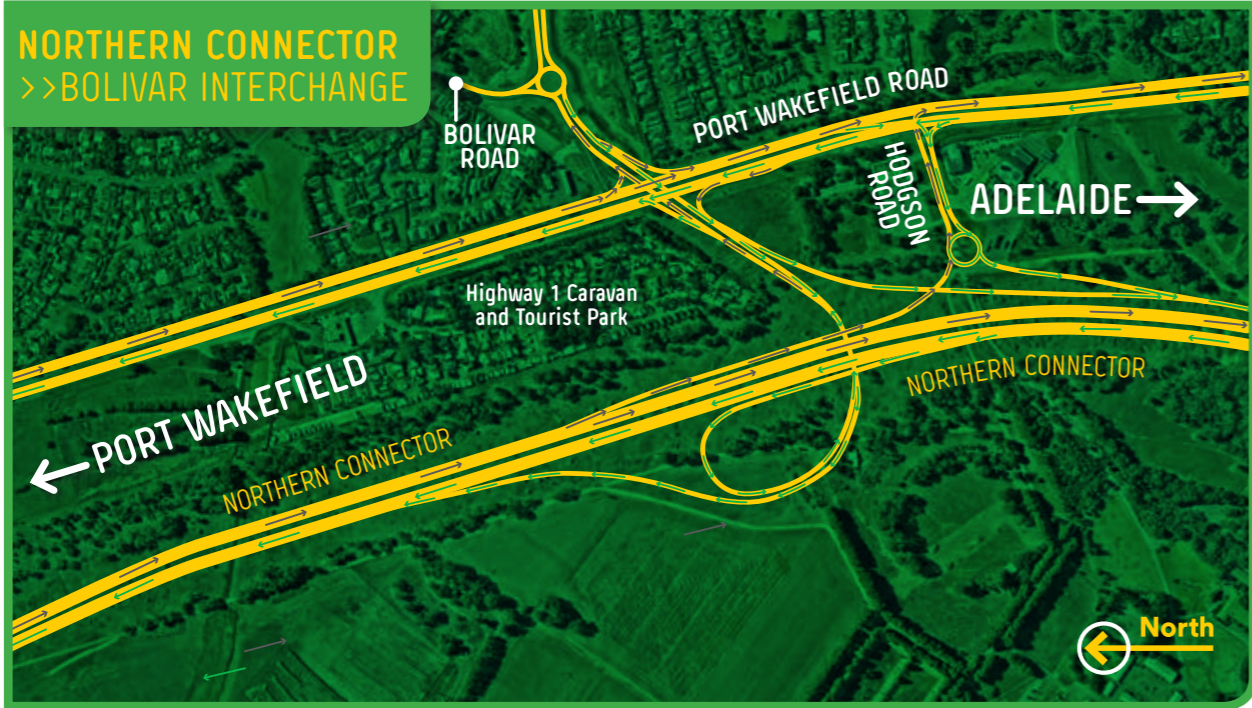 NORTHERN CONNECTOR
>>BOLIVAR INTERCHANGE
BOLIVAR
ROAD
PORT WAKEFIELD ROAD
HODGSON
ROAD
ADELAIDE
Highway 1 Caravan
and Tourist Park
PORT WAKEFIELD
NORTHERN CONNECTOR
NORTHERN CONNECTOR
North